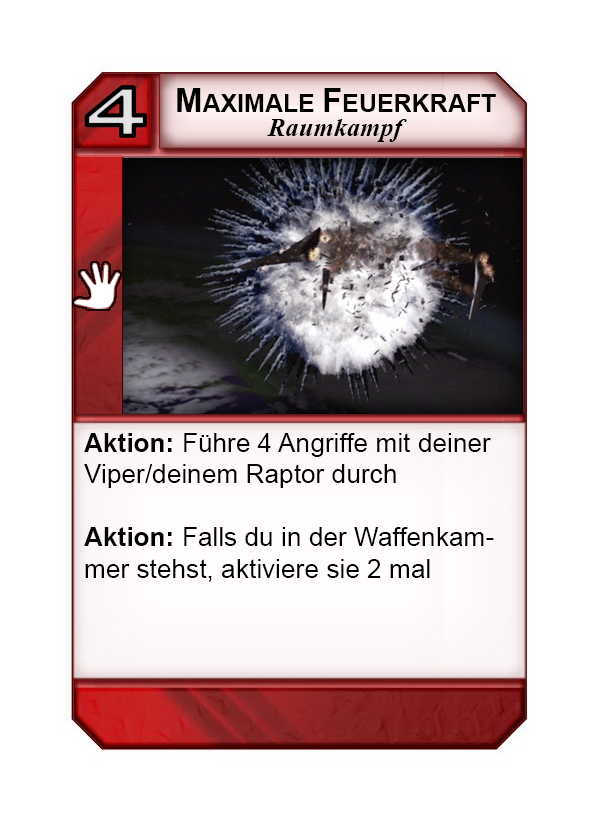 4
MAXIMALE FEUERKRAFT
Raumkampf
Aktion: Führe 4 Angriffe mit deiner
Viper/deinem Raptor durch
Aktion: Falls du in der Waffenkam-
mer stehst, aktiviere sie 2 mal